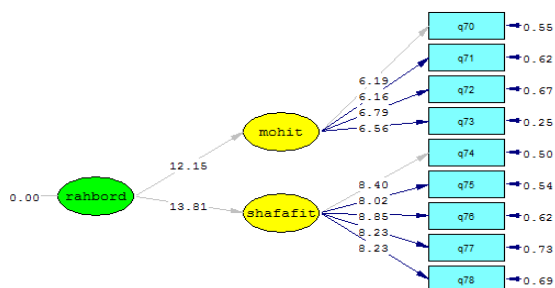 q70
0.55
q71
0.62
q72
0.67
q73
0.25
q74
0.50
q75
0.54
q76
0.62
q77
0.73
q78
0.69
6.19
6.16
6.79
6.56
mohit
12.15
0.00
rahbord
13.81
shafafit
8.40
8.02
8.85
8.23
8.23